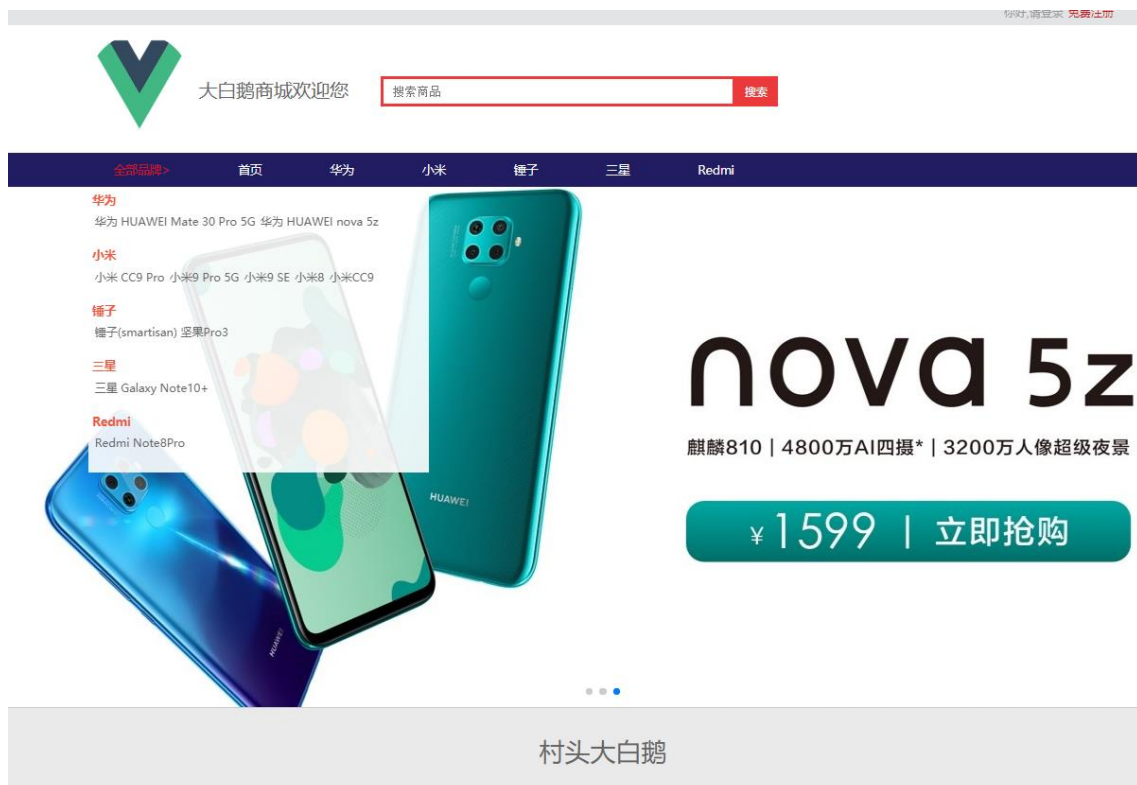 你好,请登录 免费注册
大白鹅商城欢迎您
搜索商品 搜索
全部品牌> 首页 华为 小米 锤子 三星 Redmi
华为
华为 HUAWEI Mate 30 Pro 5G 华为 HUAWEI nova 5z
小米
小米 CC9 Pro 小米9 Pro 5G 小米9 SE 小米8 小米CC9
锤子
锤子(smartisan) 坚果Pro3
三星
三星 Galaxy Note10+
Redmi
Redmi Note8Pro
HUAWEI
HUAWEI
nova 5z
麒麟810 | 4800万AI四摄* | 3200万人像超级夜景
¥1599 | 立即抢购
村头大白鹅